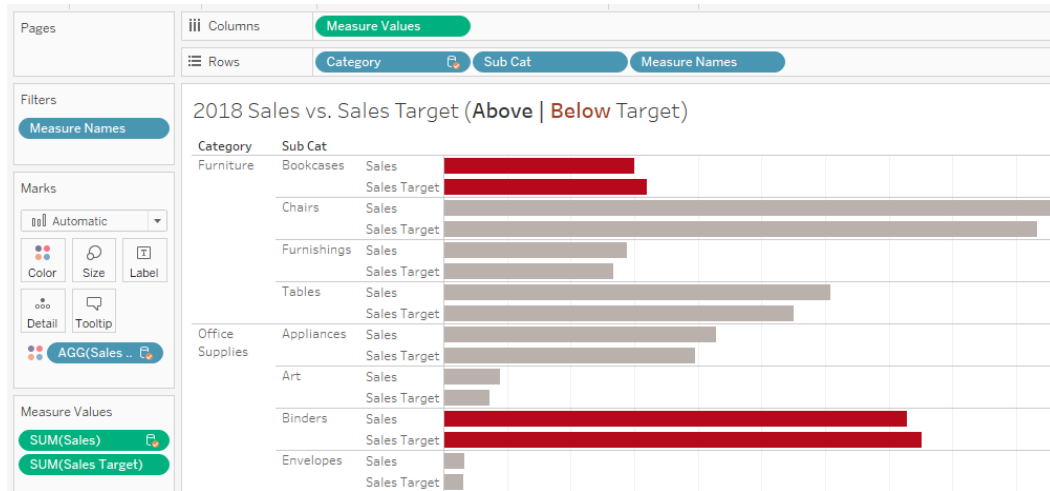 Pages
Columns
Measure Values
Rows
Category
Sub Cat
Measure Names
Filters
Measure Names
Marks
Automatic
Color
Size
T
Label
Detail
Tooltip
AGG(Sales ..
Measure Values
SUM(Sales)
SUM(Sales Target)
2018 Sales vs. Sales Target (Above | Below Target)
Category Sub Cat
Furniture Bookcases Sales
Sales Target
Chairs Sales
Sales Target
Furnishings Sales
Sales Target
Tables Sales
Sales Target
Office Supplies Appliances Sales
Sales Target
Art Sales
Sales Target
Binders Sales
Sales Target
Envelopes Sales
Sales Target